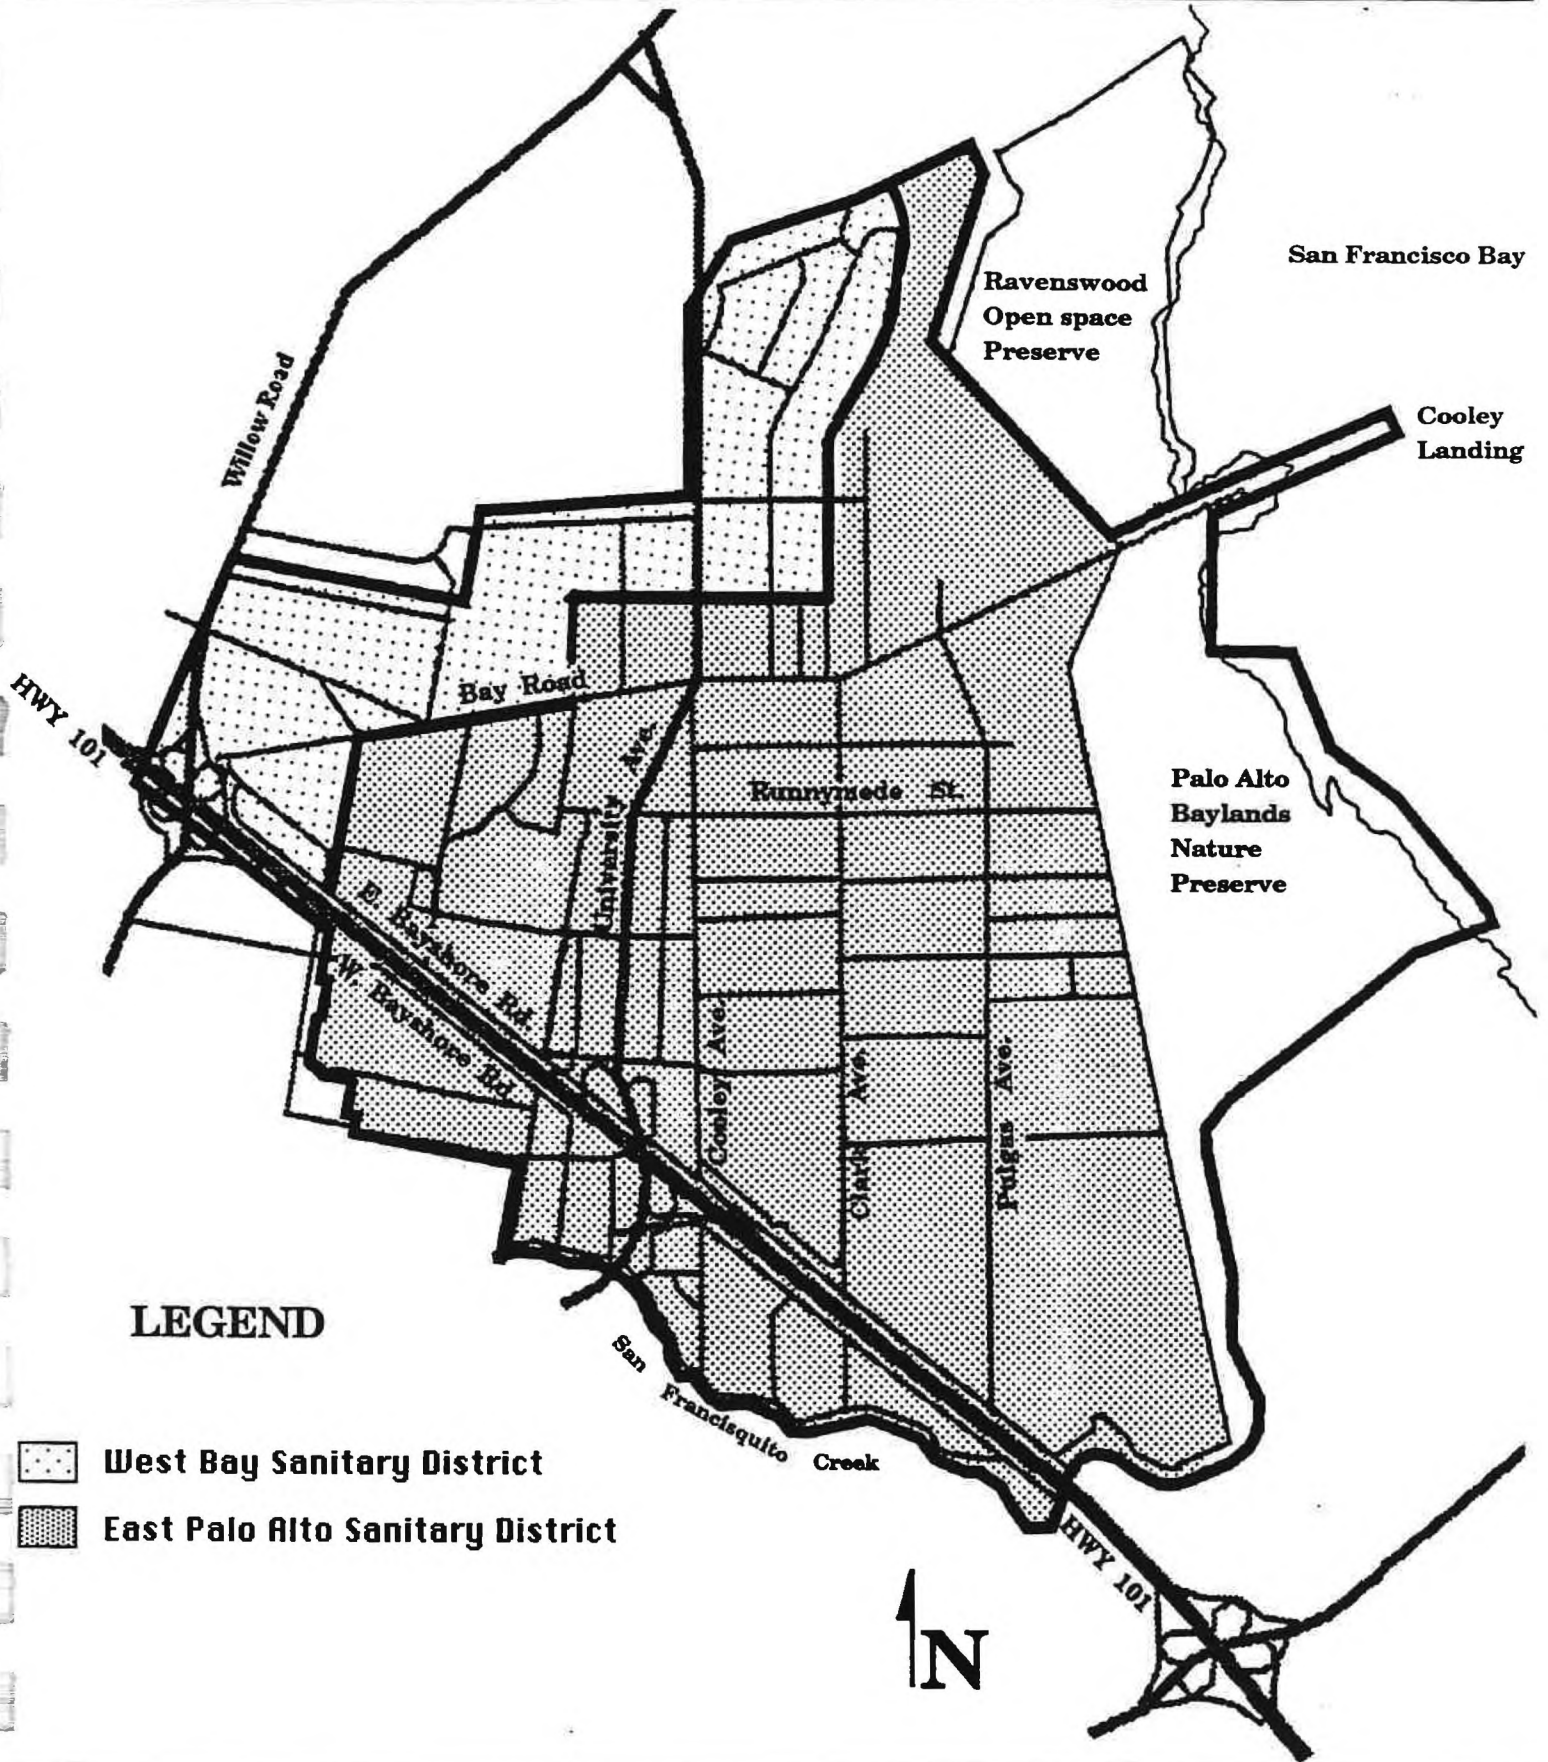 San Francisco Bay
Ravenswood
Open space
Preserve
Willow Road
Cooley
Landing
HWY 101
Bay Road
University Ave.
Runnymede St.
Palo Alto
Baylands
Nature
Preserve
E. Bayshore Rd.
W. Bayshore Rd.
Cooley Ave.
Clark Ave.
Pulgas Ave.
San Francisquito Creek
HWY 101
LEGEND
West Bay Sanitary District
East Palo Alto Sanitary District
N